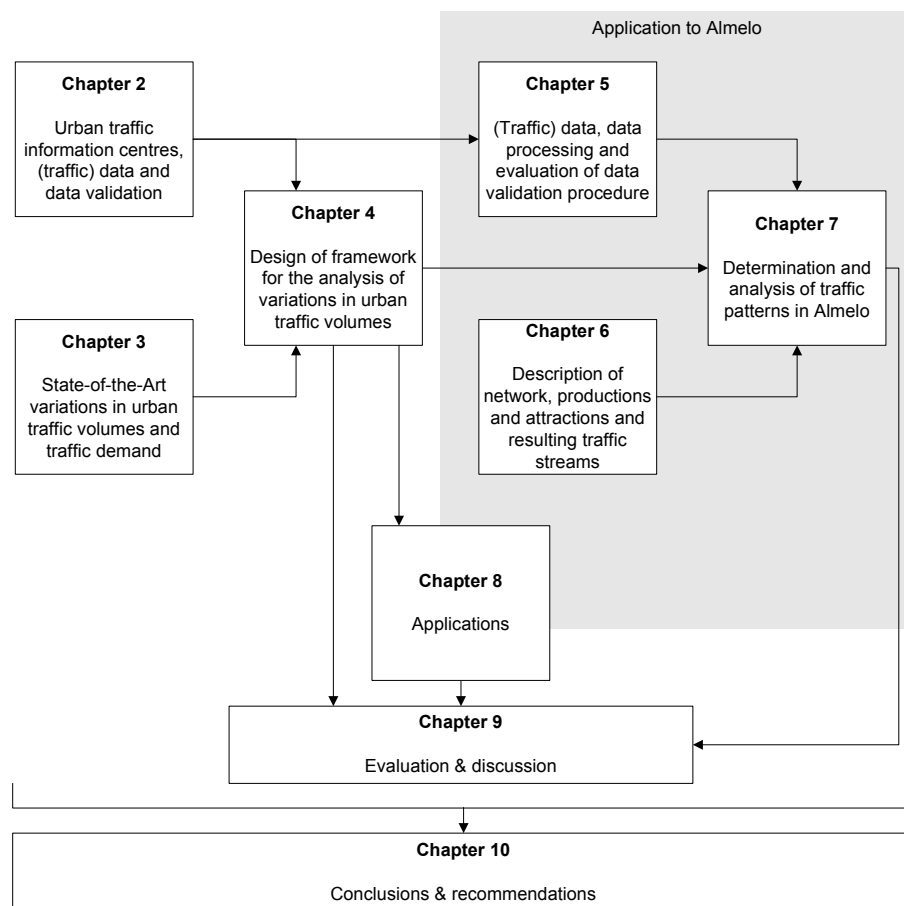 Application to Almelo
Chapter 2
Urban traffic
information centres,
(traffic) data and
data validation
Chapter 5
(Traffic) data, data
processing and
evaluation of data
validation procedure
Chapter 4
Design of framework
for the analysis of
variations in urban
traffic volumes
Chapter 7
Determination and
analysis of traffic
patterns in Almelo
Chapter 3
State-of-the-Art
variations in urban
traffic volumes and
traffic demand
Chapter 6
Description of
network, productions
and attractions and
resulting traffic
streams
Chapter 8
Applications
Chapter 9
Evaluation & discussion
Chapter 10
Conclusions & recommendations